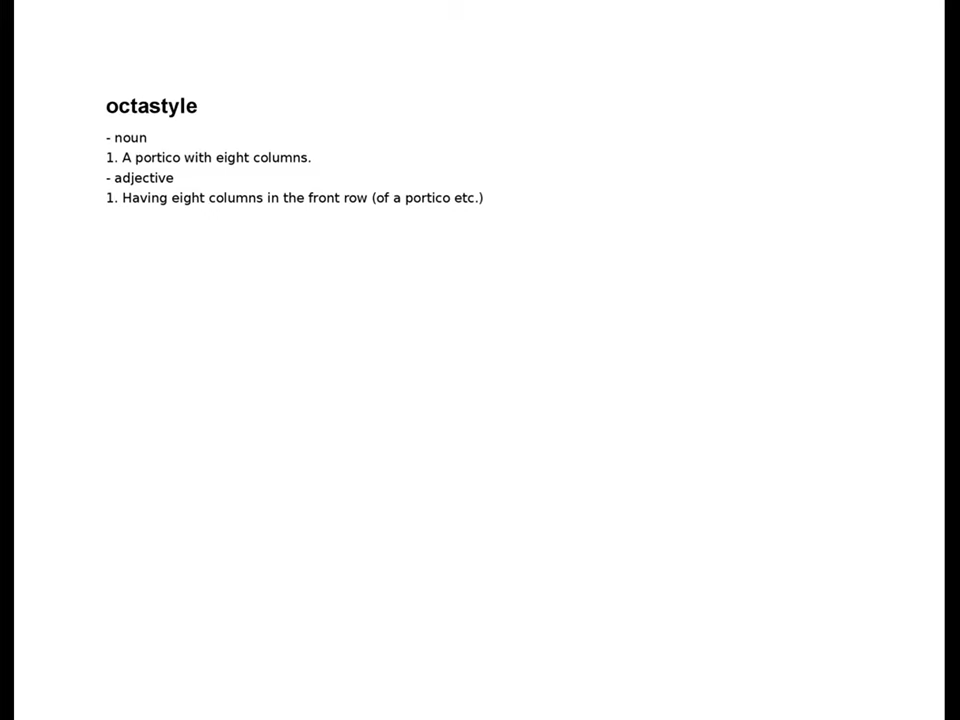 octastyle
- noun
1. A portico with eight columns.
- adjective
1. Having eight columns in the front row (of a portico etc.)